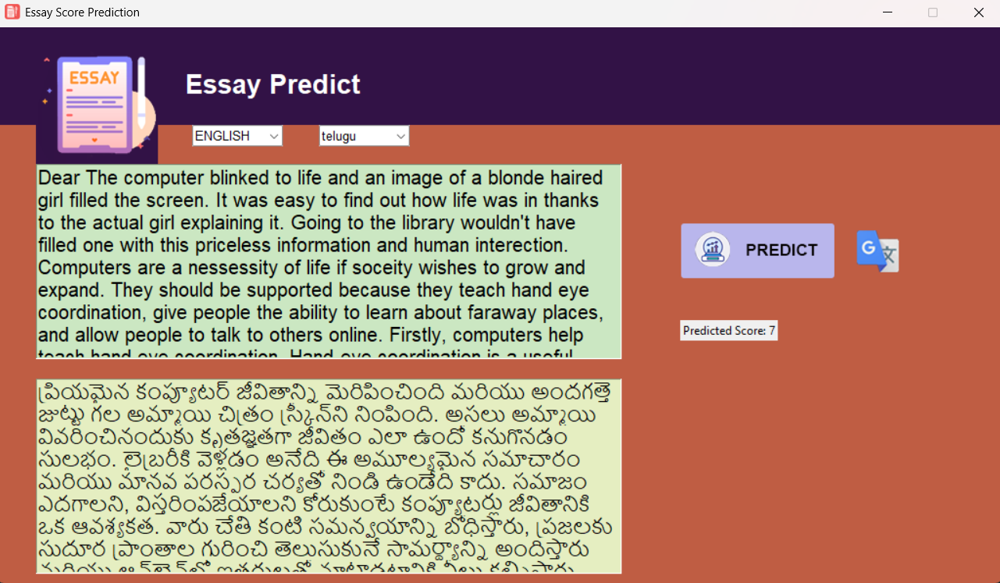 Essay Score Prediction
ESSAY
Essay Predict
ENGLISH
telugu
Dear The computer blinked to life and an image of a blonde haired
girl filled the screen. It was easy to find out how life was in thanks
to the actual girl explaining it. Going to the library wouldn't have
filled one with this priceless information and human interection.
Computers are a nessessity of life if soceity wishes to grow and
expand. They should be supported because they teach hand eye
coordination, give people the ability to learn about faraway places,
and allow people to talk to others online. Firstly, computers help
teach hand eye coordination. Hand eye coordination is a useful
PREDICT
G
Predicted Score: 7
ప్రియమైన కంప్యూటర్ జీవితాన్ని మెరిపించింది మరియు అందగత్తె
జుట్టు గల అమ్మాయి చిత్రం స్క్రీన్‌ని నింపింది. అసలు అమ్మాయి
వివరించినందుకు కృతజ్ఞతగా జీవితం ఎలా ఉందో కనుగొనడం
సులభం. లైబ్రరీకి వెళ్లడం అనేది ఈ అమూల్యమైన సమాచారం
మరియు మానవ పరస్పర చర్యతో నిండి ఉండేది కాదు. సమాజం
ఎదగాలని, విస్తరింపజేయాలని కోరుకుంటే కంప్యూటర్లు జీవితానికి
ఒక ఆవశ్యకత. వారు చేతి కంటి సమన్వయాన్ని బోధిస్తారు, ప్రజలకు
సుదూర ప్రాంతాల గురించి తెలుసుకునే సామర్థ్యాన్ని అందిస్తారు
మరియు ఆన్‌లైన్‌లో ఇతరులతో మాట్లాడటానికి వీలు కల్పిస్తారు